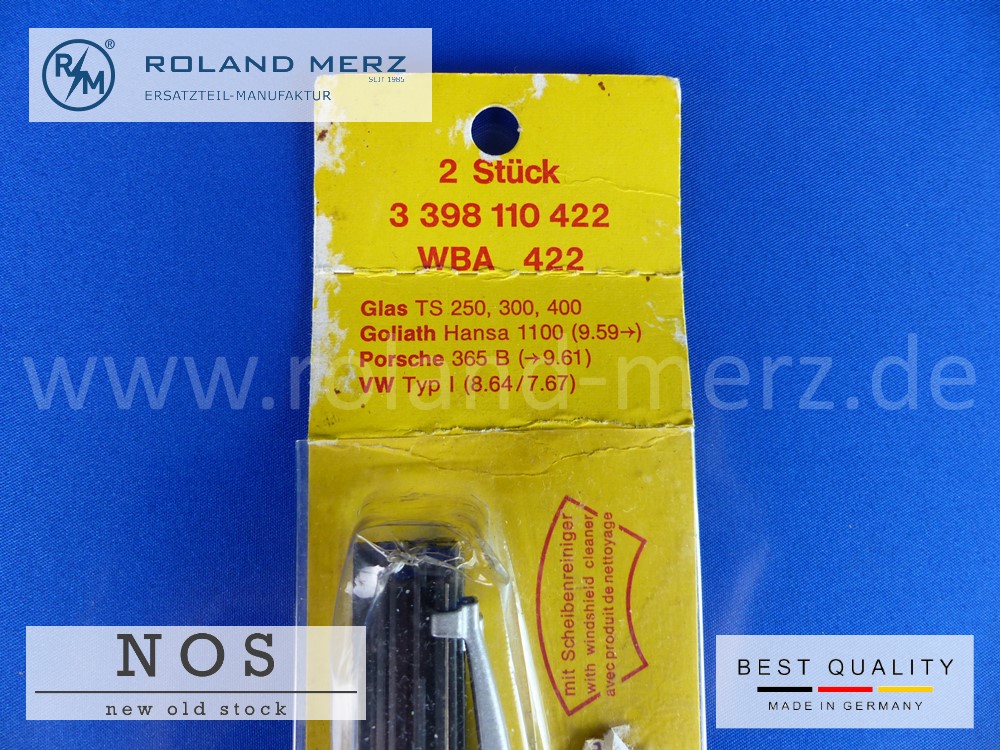 RM®
ROLAND MERZ
SEIT 1985
ERSATZTEIL-MANUFAKTUR
2 Stück
3 398 110 422
WBA 422
Glas TS 250, 300, 400
Goliath Hansa 1100 (9.59→)
Porsche 365 B (→9.61)
VW Typ I (8.64/7.67)
www.roland-merz.de
mit Scheibenreiniger
with windshield cleaner
avec produit de nettoyage
NOS
new old stock
BEST QUALITY
MADE IN GERMANY